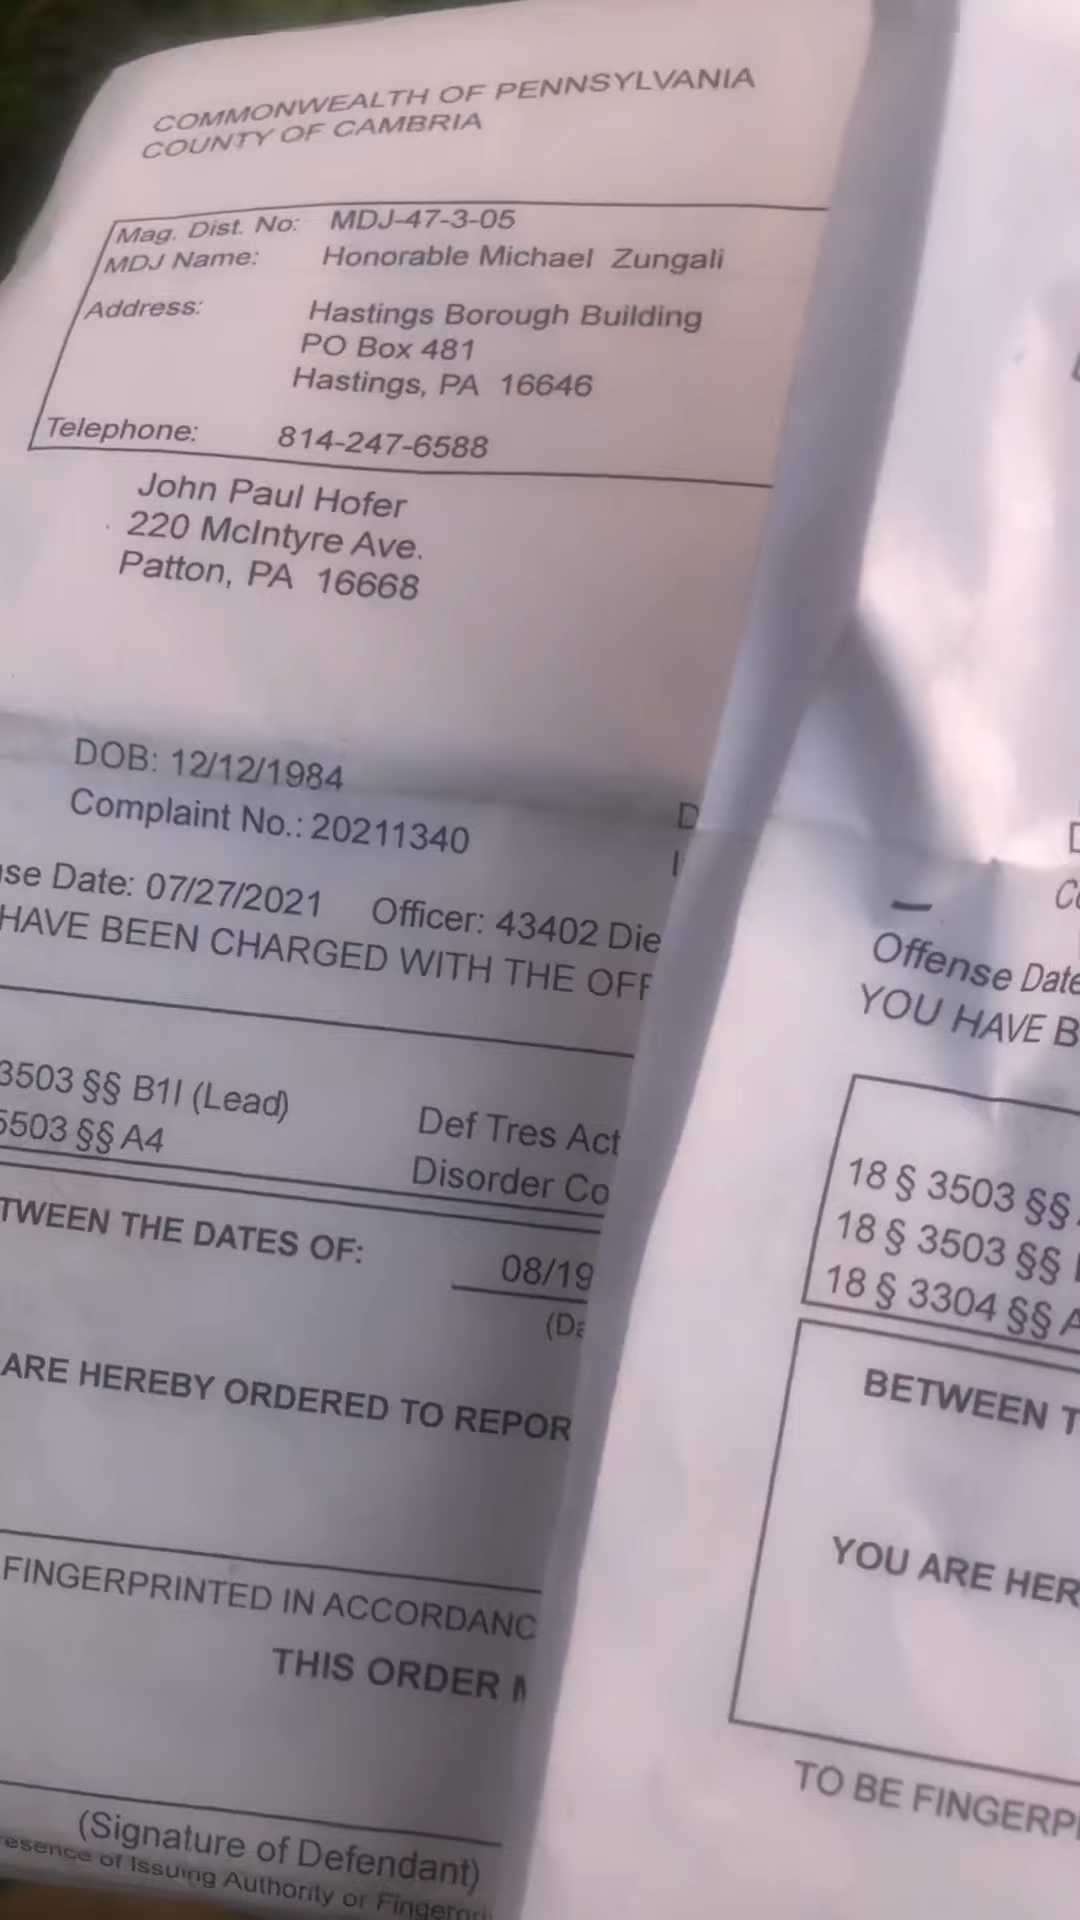 COMMONWEALTH OF PENNSYLVANIA
COUNTY OF CAMBRIA
Mag. Dist. No: MDJ-47-3-05
MDJ Name: Honorable Michael Zungali
Address: Hastings Borough Building
PO Box 481
Hastings, PA 16646
Telephone: 814-247-6588
John Paul Hofer
220 McIntyre Ave.
Patton, PA 16668
DOB: 12/12/1984
Complaint No.: 20211340
se Date: 07/27/2021 Officer: 43402 Die
HAVE BEEN CHARGED WITH THE OFF
3503 §§ B1I (Lead) Def Tres Act
5503 §§ A4 Disorder Co
TWEEN THE DATES OF: 08/19
(Da
ARE HEREBY ORDERED TO REPOR
FINGERPRINTED IN ACCORDANC
THIS ORDER
(Signature of Defendant)
resence of Issuing Authority or Fingerpri
Offense Date
YOU HAVE B
18 § 3503 §§
18 § 3503 §§
18 § 3304 §§ A
BETWEEN T
YOU ARE HER
TO BE FINGERP